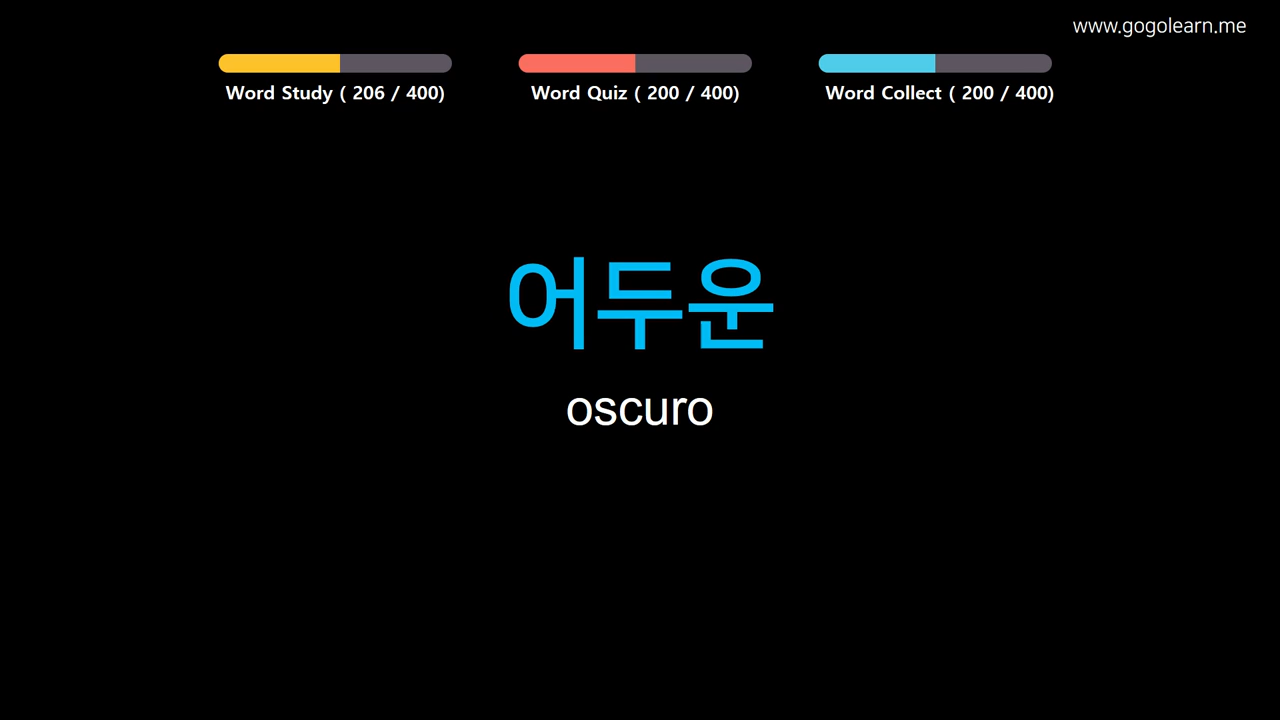 www.gogolearn.me
Word Study ( 206 / 400)
Word Quiz ( 200 / 400)
Word Collect ( 200 / 400)
어두운
oscuro